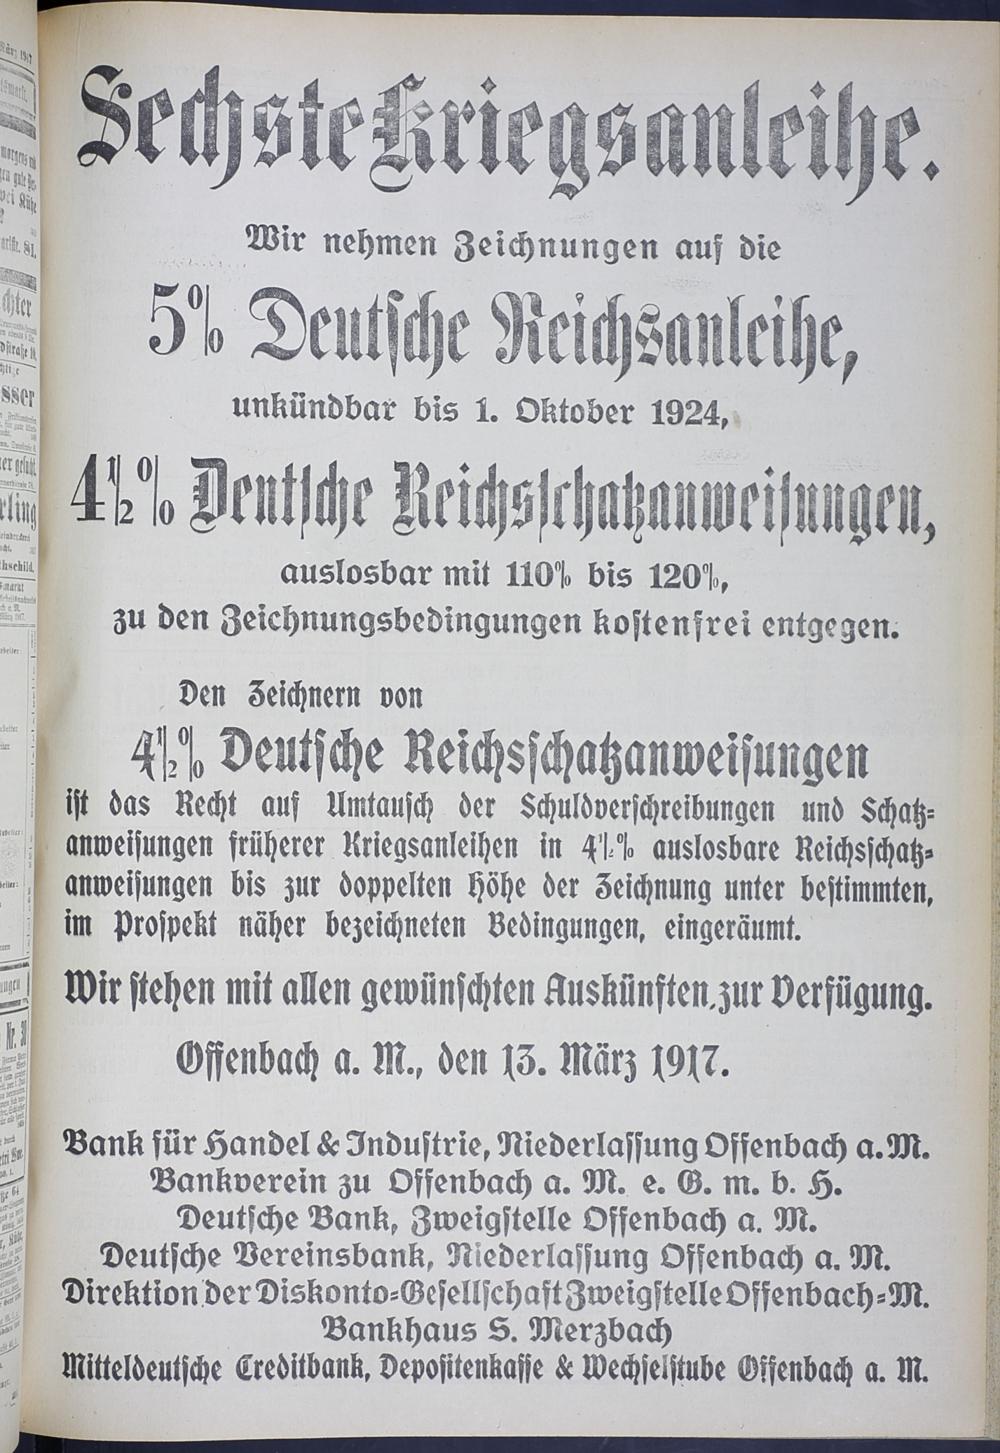 Sechste Kriegsanleihe.
Wir nehmen Zeichnungen auf die
5% Deutsche Reichsanleihe,
unkündbar bis 1. Oktober 1924,
4½% Deutsche Reichsschatzanweisungen,
auslosbar mit 110% bis 120%,
zu den Zeichnungsbedingungen kostenfrei entgegen.
Den Zeichnern von
4½% Deutsche Reichsschatzanweisungen
ist das Recht auf Umtausch der Schuldverschreibungen und Schatz-
anweisungen früherer Kriegsanleihen in 4½% auslosbare Reichsschatz-
anweisungen bis zur doppelten Höhe der Zeichnung unter bestimmten,
im Prospekt näher bezeichneten Bedingungen, eingeräumt.
Wir stehen mit allen gewünschten Auskünften zur Verfügung.
Offenbach a. M., den 13. März 1917.
Bank für Handel & Industrie, Niederlassung Offenbach a. M.
Bankverein zu Offenbach a. M. e. G. m. b. H.
Deutsche Bank, Zweigstelle Offenbach a. M.
Deutsche Vereinsbank, Niederlassung Offenbach a. M.
Direktion der Diskonto-Gesellschaft Zweigstelle Offenbach-M.
Bankhaus S. Merzbach
Mitteldeutsche Creditbank, Depositenkasse & Wechselstube Offenbach a. M.